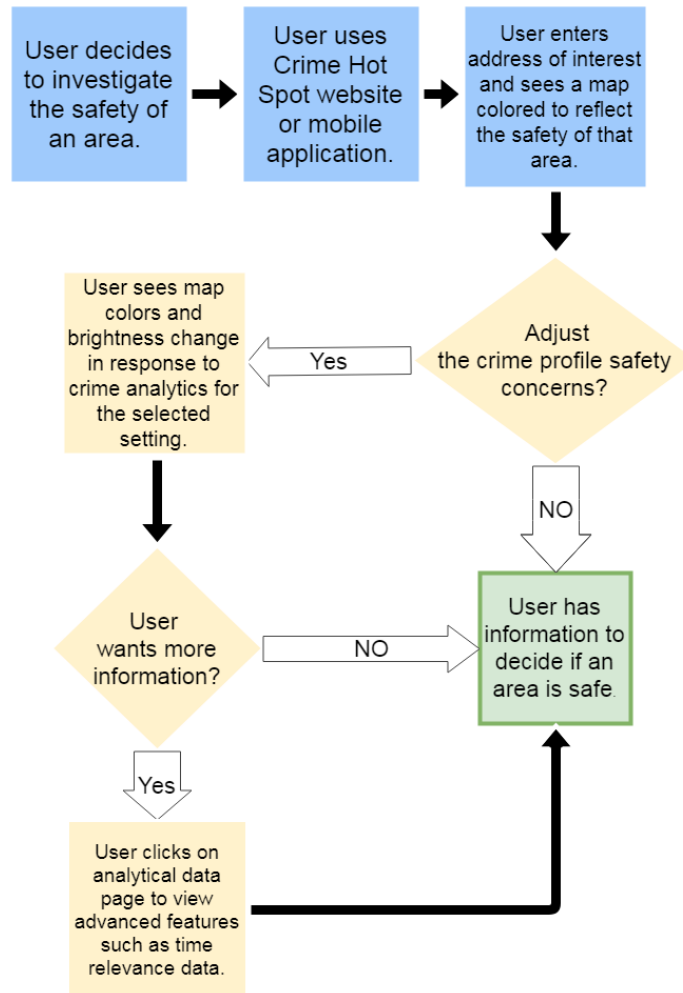 User decides
to investigate
the safety of
an area.
User uses
Crime Hot
Spot website
or mobile
application.
User enters
address of interest
and sees a map
colored to reflect
the safety of that
area.
Adjust
the crime profile safety
concerns?
Yes
User sees map
colors and
brightness change
in response to
crime analytics for
the selected
setting.
NO
User
wants more
information?
NO
User has
information to
decide if an
area is safe.
Yes
User clicks on
analytical data
page to view
advanced features
such as time
relevance data.